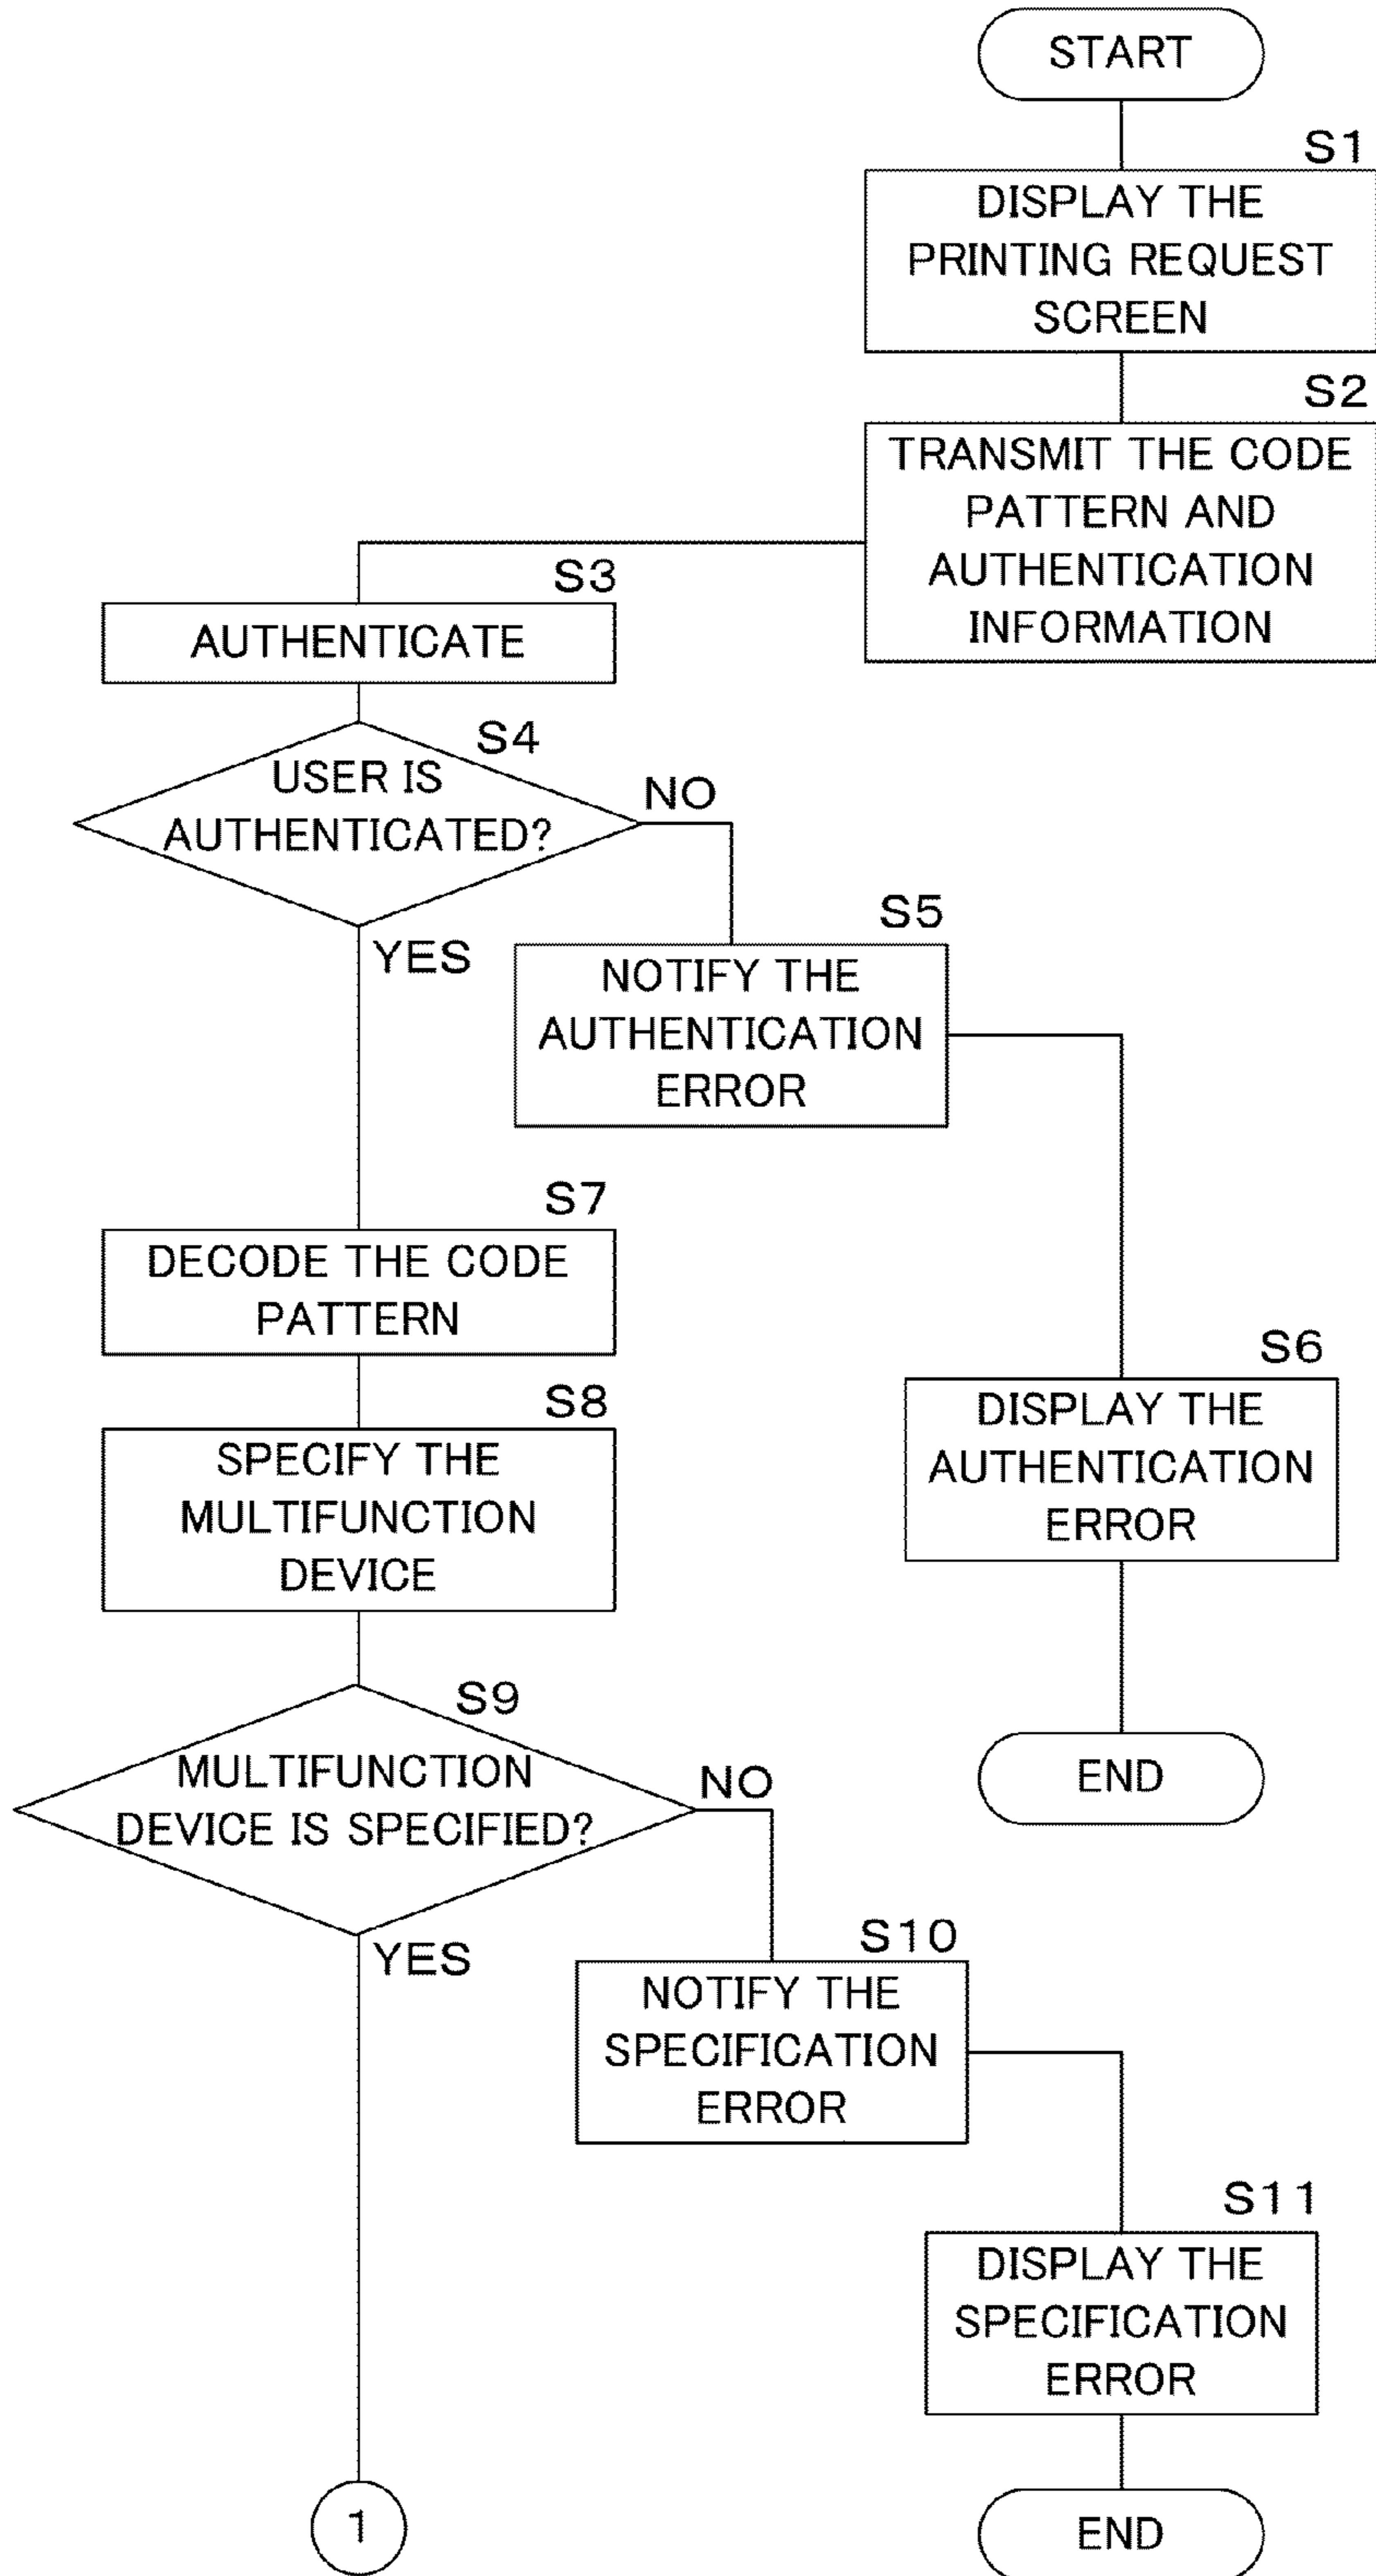 START
S1
DISPLAY THE
PRINTING REQUEST
SCREEN
S2
TRANSMIT THE CODE
PATTERN AND
AUTHENTICATION
INFORMATION
S3
AUTHENTICATE
S4
USER IS
AUTHENTICATED?
NO
YES
S5
NOTIFY THE
AUTHENTICATION
ERROR
S7
DECODE THE CODE
PATTERN
S6
DISPLAY THE
AUTHENTICATION
ERROR
S8
SPECIFY THE
MULTIFUNCTION
DEVICE
END
S9
MULTIFUNCTION
DEVICE IS SPECIFIED?
NO
YES
S10
NOTIFY THE
SPECIFICATION
ERROR
S11
DISPLAY THE
SPECIFICATION
ERROR
1
END